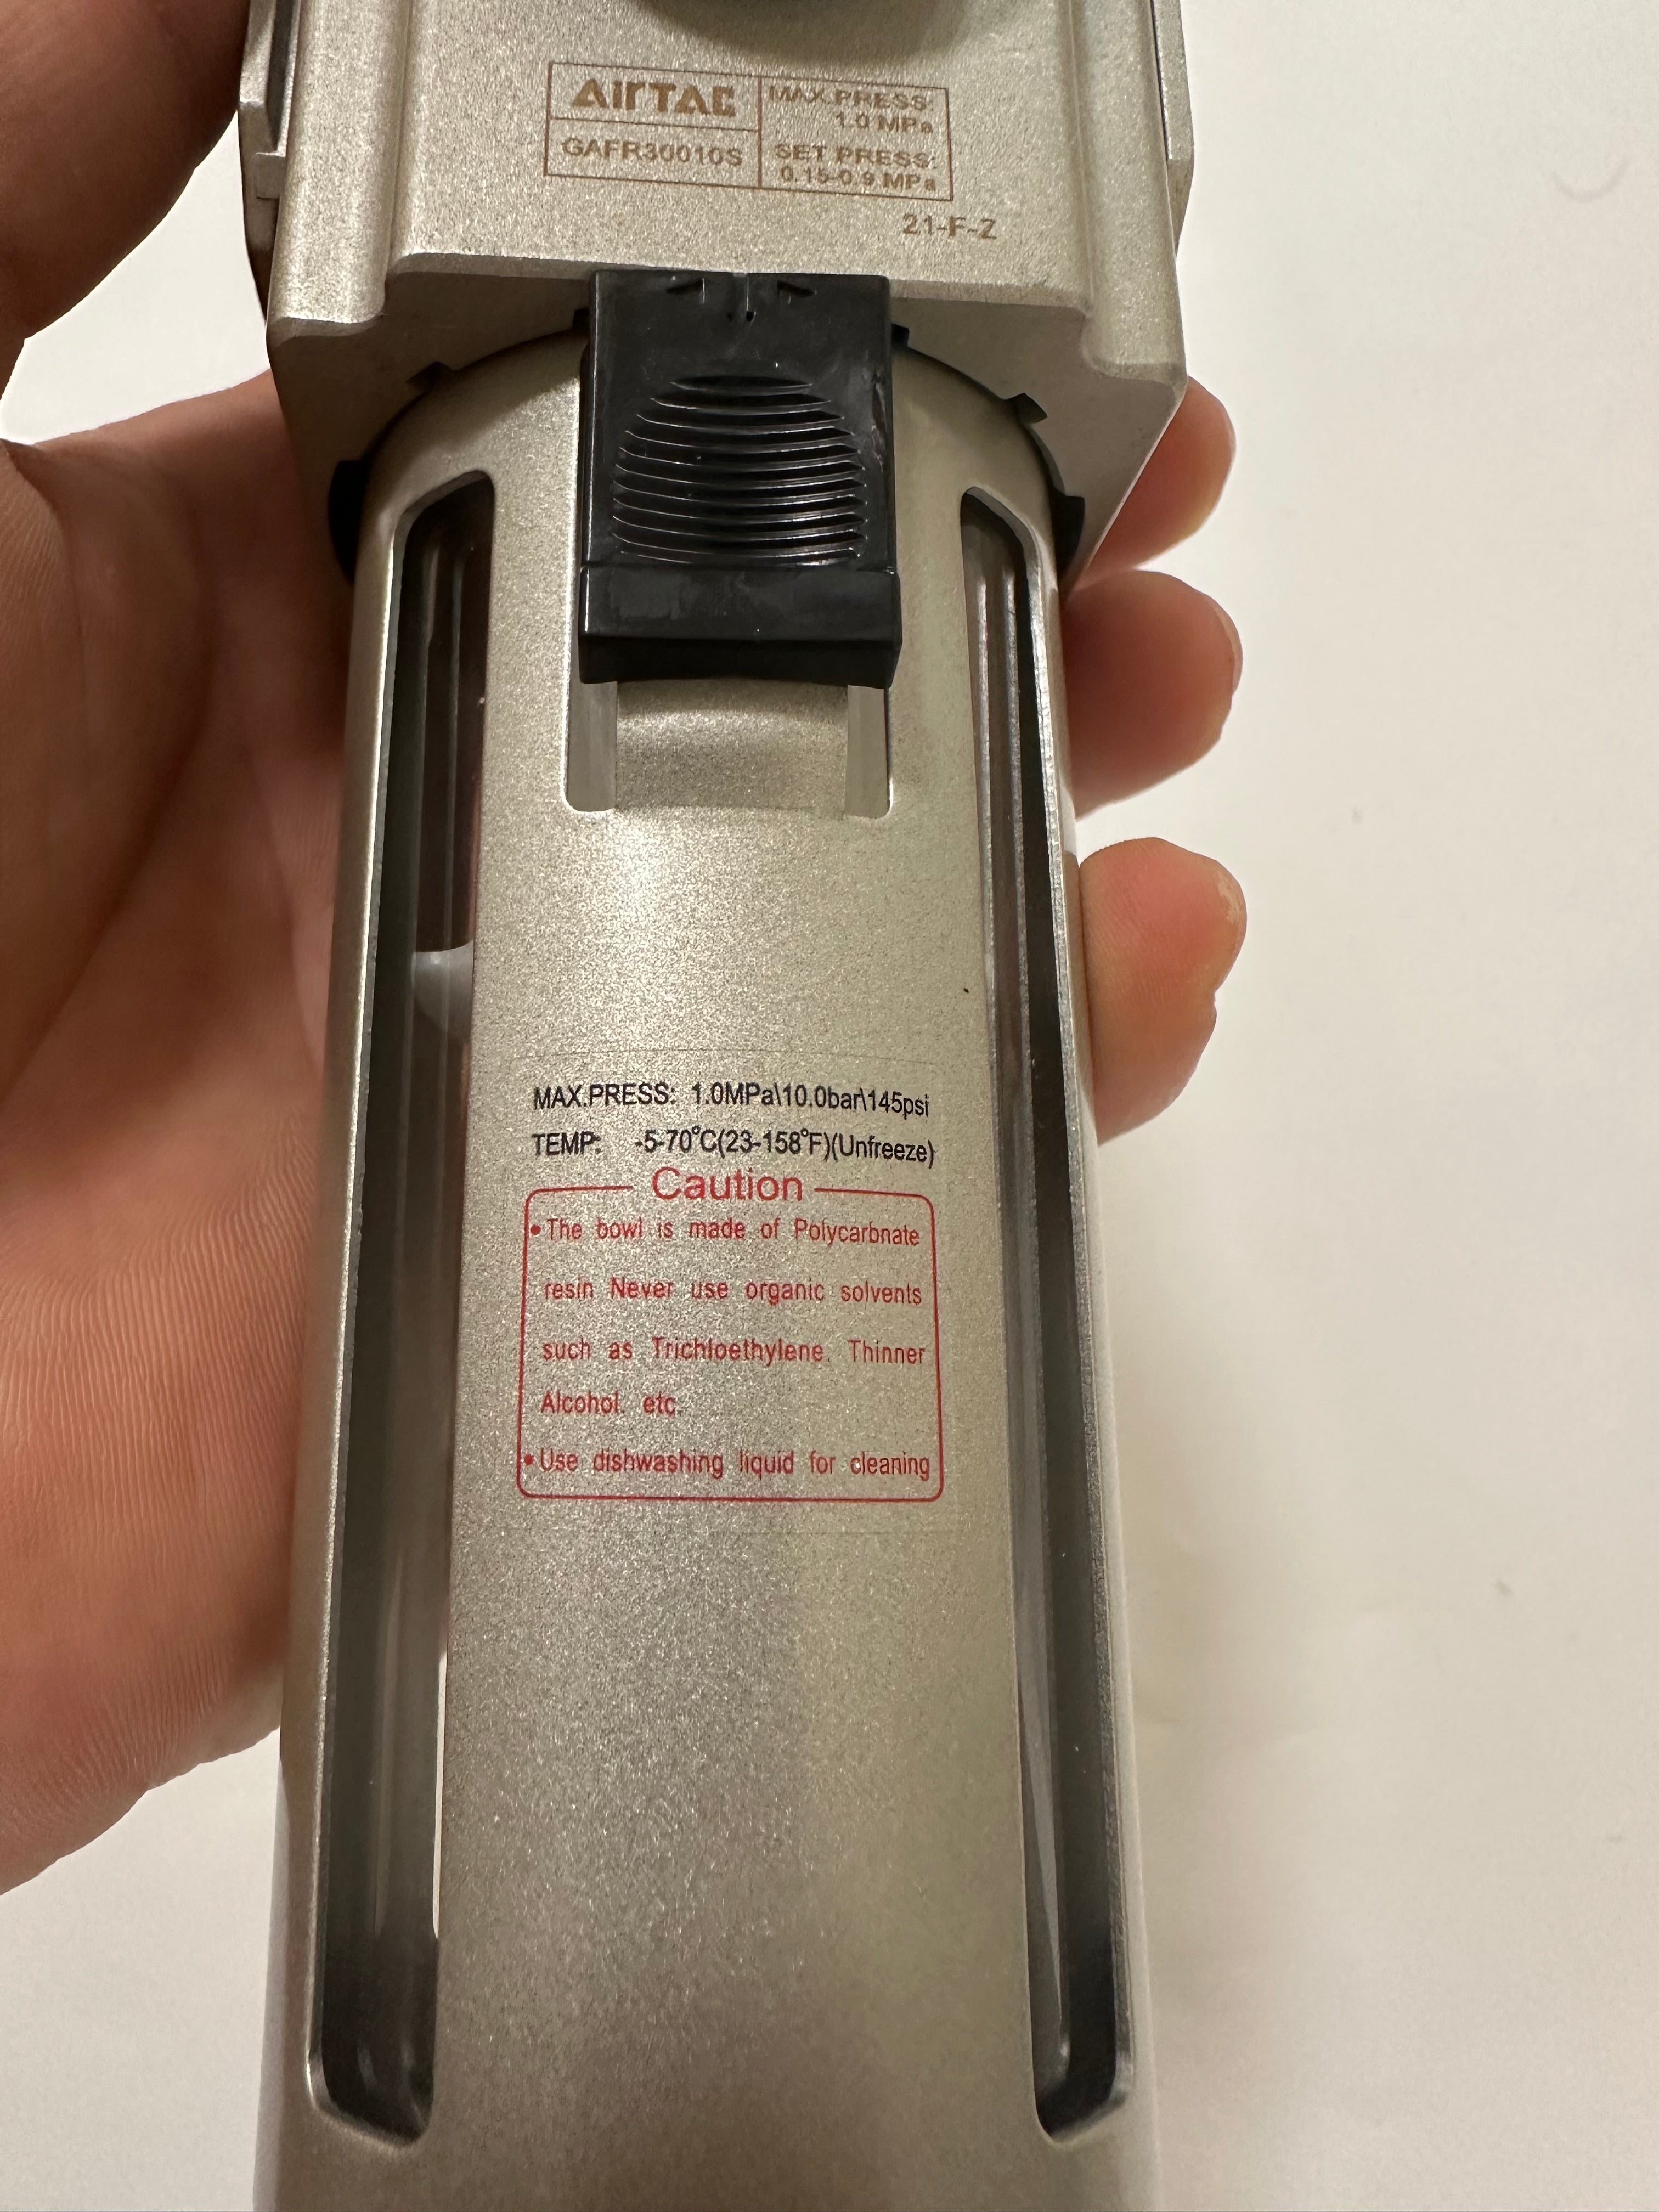 AirTAC
GAFR30010S
MAX.PRESS:
1.0 MPa
SET PRESS:
0.15-0.9 MPa
21-F-Z
MAX.PRESS: 1.0MPa\10.0bar\145psi
TEMP: -5-70°C(23-158°F)(Unfreeze)
Caution
•The bowl is made of Polycarbnate
resin Never use organic solvents
such as Trichloethylene. Thinner
Alcohol. etc.
•Use dishwashing liquid for cleaning